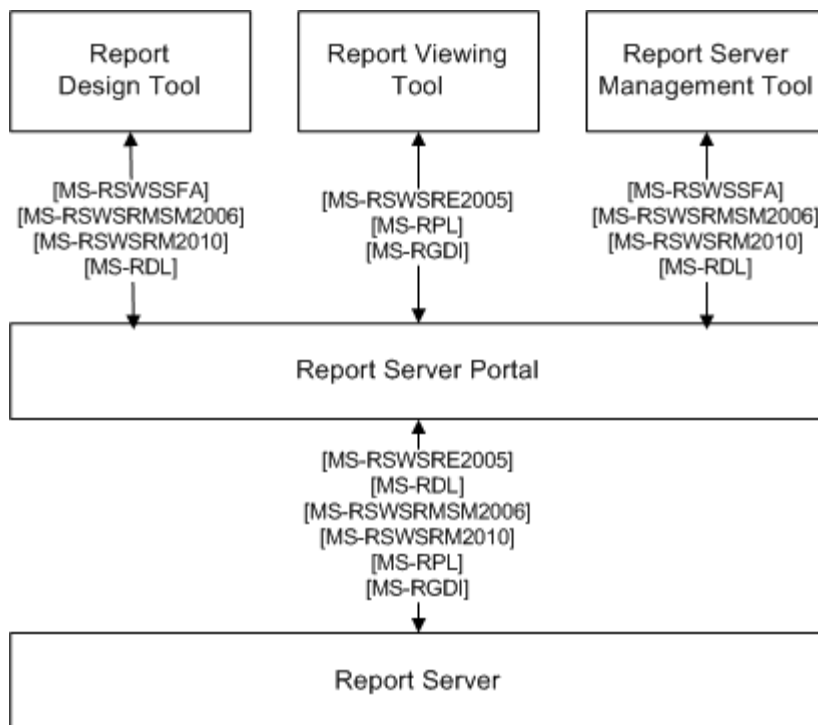 Report
Design Tool
Report Viewing
Tool
Report Server
Management Tool
[MS-RSWSSFA]
[MS-RSWSRMSM2006]
[MS-RSWSRM2010]
[MS-RDL]
[MS-RSWSRE2005]
[MS-RPL]
[MS-RGDI]
[MS-RSWSSFA]
[MS-RSWSRMSM2006]
[MS-RSWSRM2010]
[MS-RDL]
Report Server Portal
[MS-RSWSRE2005]
[MS-RDL]
[MS-RSWSRMSM2006]
[MS-RSWSRM2010]
[MS-RPL]
[MS-RGDI]
Report Server